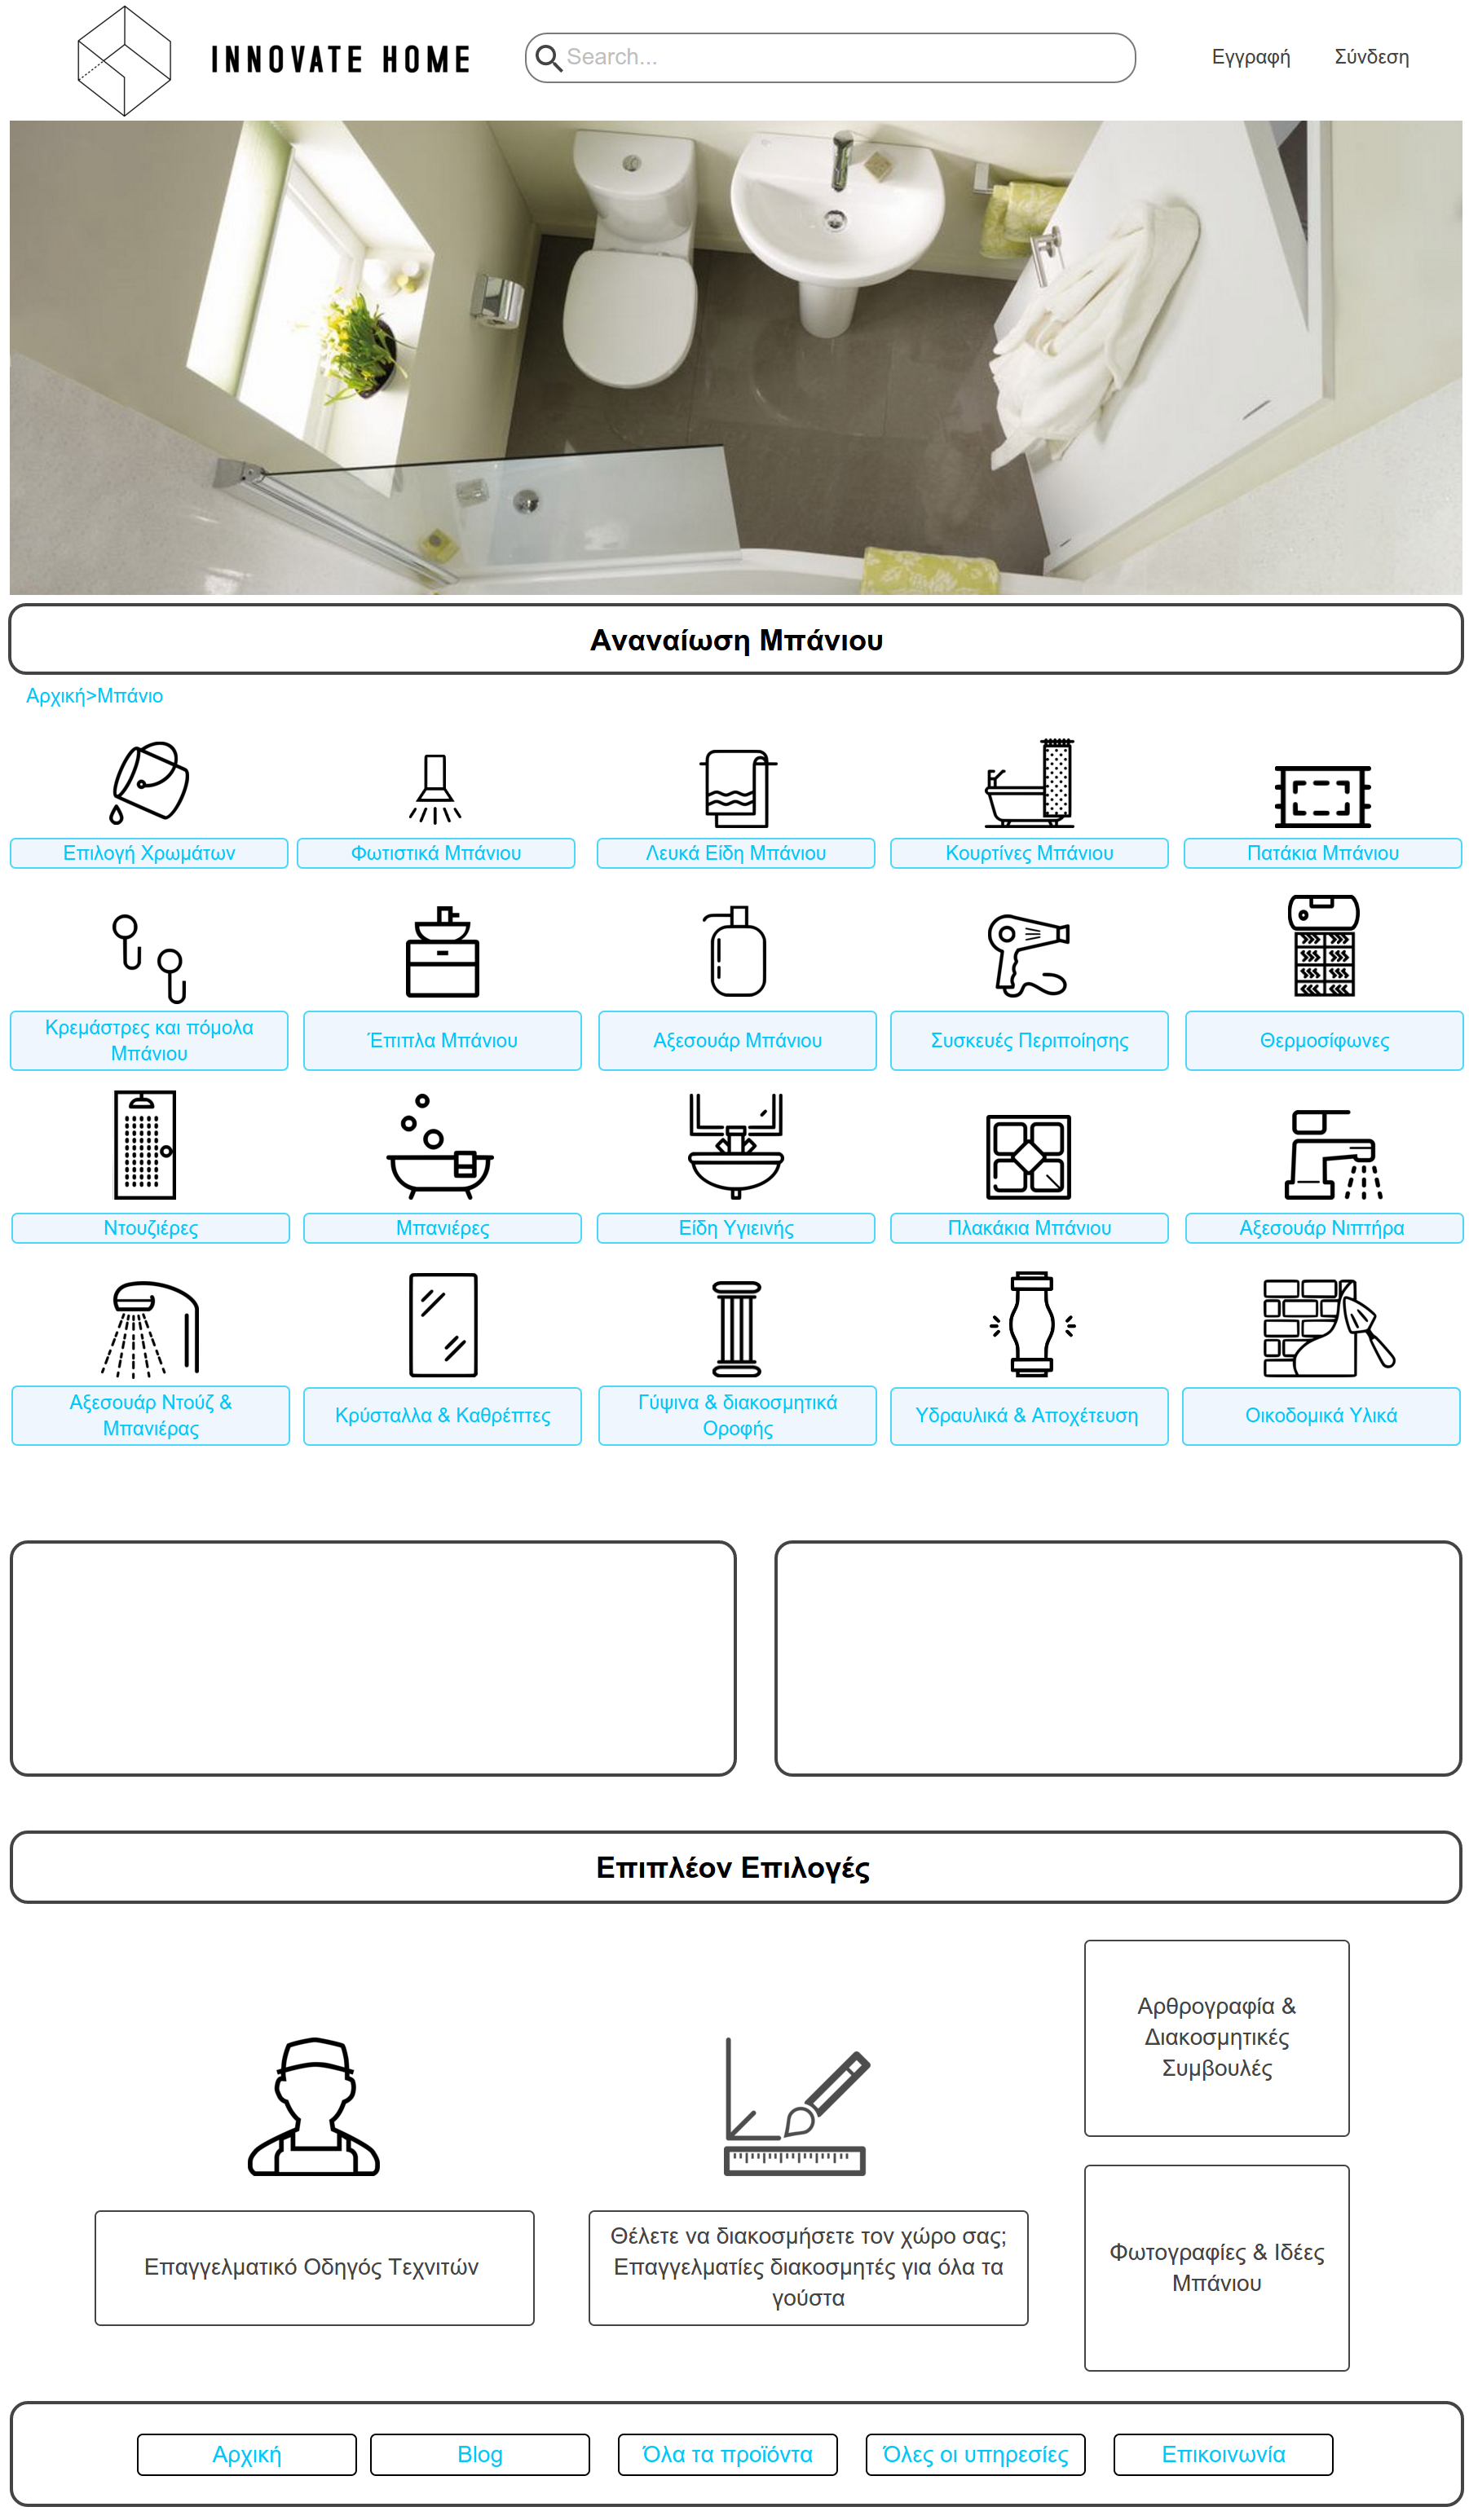 INNOVATE HOME
Search...
Εγγραφή
Σύνδεση
Αναναίωση Μπάνιου
Αρχική>Μπάνιο
Επιλογή Χρωμάτων
Φωτιστικά Μπάνιου
Λευκά Είδη Μπάνιου
Κουρτίνες Μπάνιου
Πατάκια Μπάνιου
Κρεμάστρες και πόμολα
Μπάνιου
Έπιπλα Μπάνιου
Αξεσουάρ Μπάνιου
Συσκευές Περιποίησης
Θερμοσίφωνες
Ντουζιέρες
Μπανιέρες
Είδη Υγιεινής
Πλακάκια Μπάνιου
Αξεσουάρ Νιπτήρα
Αξεσουάρ Ντούζ &
Μπανιέρας
Κρύσταλλα & Καθρέπτες
Γύψινα & διακοσμητικά
Οροφής
Υδραυλικά & Αποχέτευση
Οικοδομικά Υλικά
Επιπλέον Επιλογές
Αρθρογραφία &
Διακοσμητικές
Συμβουλές
Επαγγελματικό Οδηγός Τεχνιτών
Θέλετε να διακοσμήσετε τον χώρο σας;
Επαγγελματίες διακοσμητές για όλα τα
γούστα
Φωτογραφίες & Ιδέες
Μπάνιου
Αρχική
Blog
Όλα τα προϊόντα
Όλες οι υπηρεσίες
Επικοινωνία